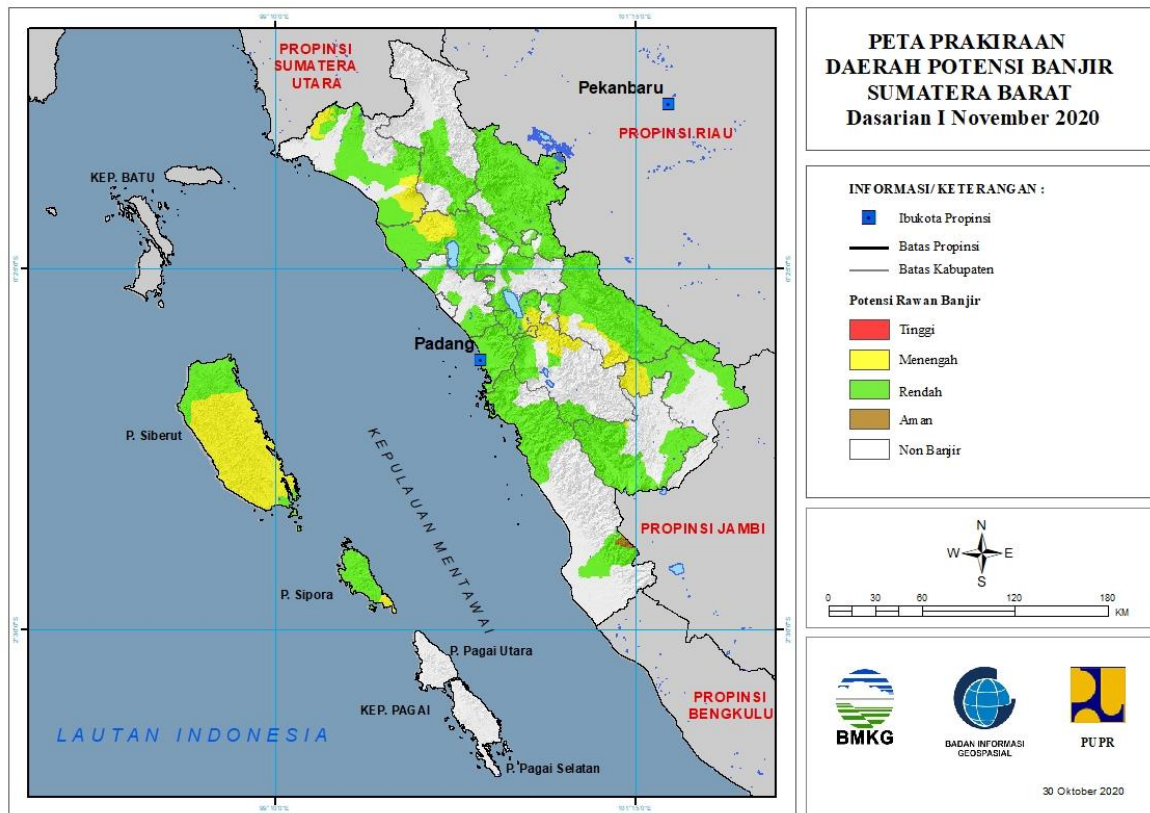 PETA PRAKIRAAN
DAERAH POTENSI BANJIR
SUMATERA BARAT
Dasarian I November 2020
PROPINSI
SUMATERA
UTARA
Pekanbaru
PROPINSI RIAU
KEP. BATU
Padang
P. Siberut
KEPULAUAN MENTAWAI
PROPINSI JAMBI
P. Sipora
P. Pagai Utara
KEP. PAGAI
PROPINSI
BENGKULU
LAUTAN INDONESIA
P. Pagai Selatan
INFORMASI/ KETERANGAN :
Ibukota Propinsi
Batas Propinsi
Batas Kabupaten
Potensi Rawan Banjir
Tinggi
Menengah
Rendah
Aman
Non Banjir
N
W E
S
0 15 30 60 90 120 180
KM
BMKG
BADAN INFORMASI
GEOSPASIAL
PUPR
30 Oktober 2020